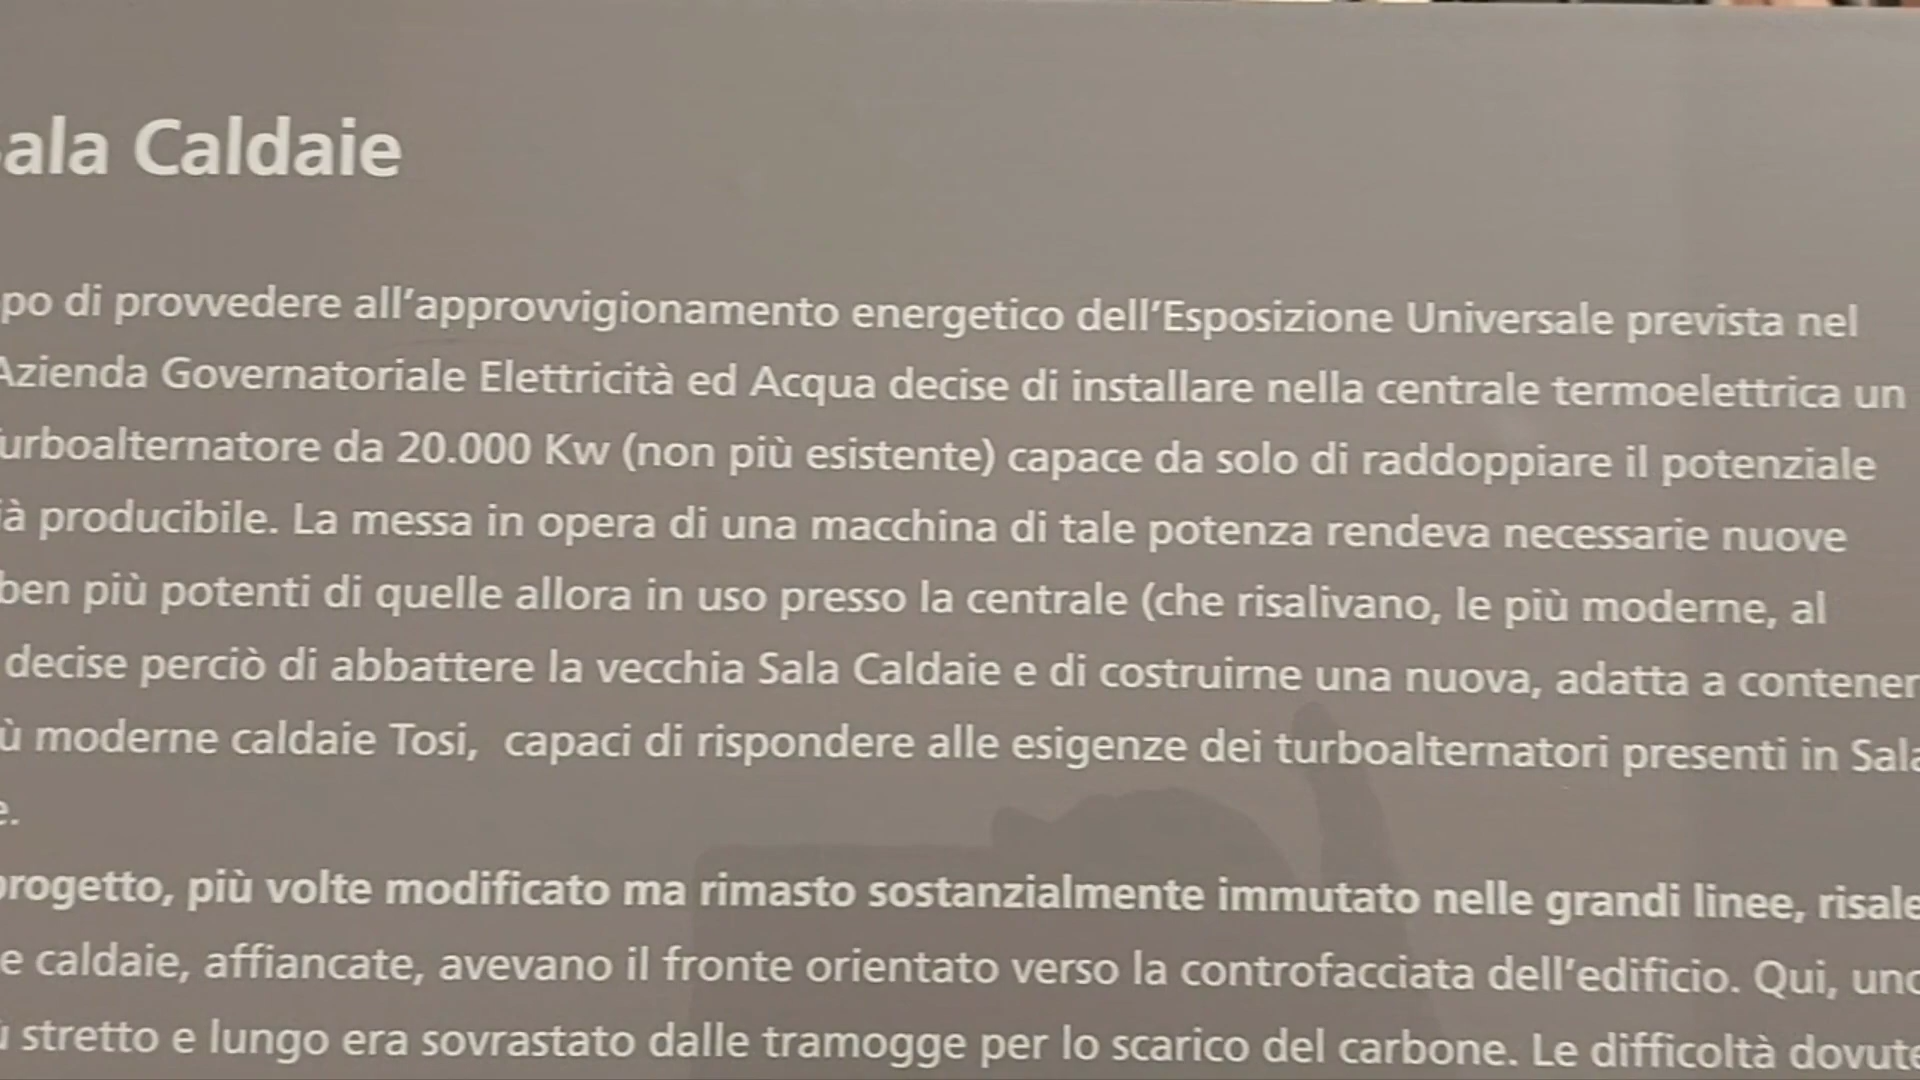 Sala Caldaie
po di provvedere all'approvvigionamento energetico dell'Esposizione Universale prevista nel
Azienda Governatoriale Elettricità ed Acqua decise di installare nella centrale termoelettrica un
urboalternatore da 20.000 Kw (non più esistente) capace da solo di raddoppiare il potenziale
ià producibile. La messa in opera di una macchina di tale potenza rendeva necessarie nuove
ben più potenti di quelle allora in uso presso la centrale (che risalivano, le più moderne, al
decise perciò di abbattere la vecchia Sala Caldaie e di costruirne una nuova, adatta a contener
ù moderne caldaie Tosi, capaci di rispondere alle esigenze dei turboalternatori presenti in Sala
e.
progetto, più volte modificato ma rimasto sostanzialmente immutato nelle grandi linee, risale
e caldaie, affiancate, avevano il fronte orientato verso la controfacciata dell'edificio. Qui, uno
ù stretto e lungo era sovrastato dalle tramogge per lo scarico del carbone. Le difficoltà dovute